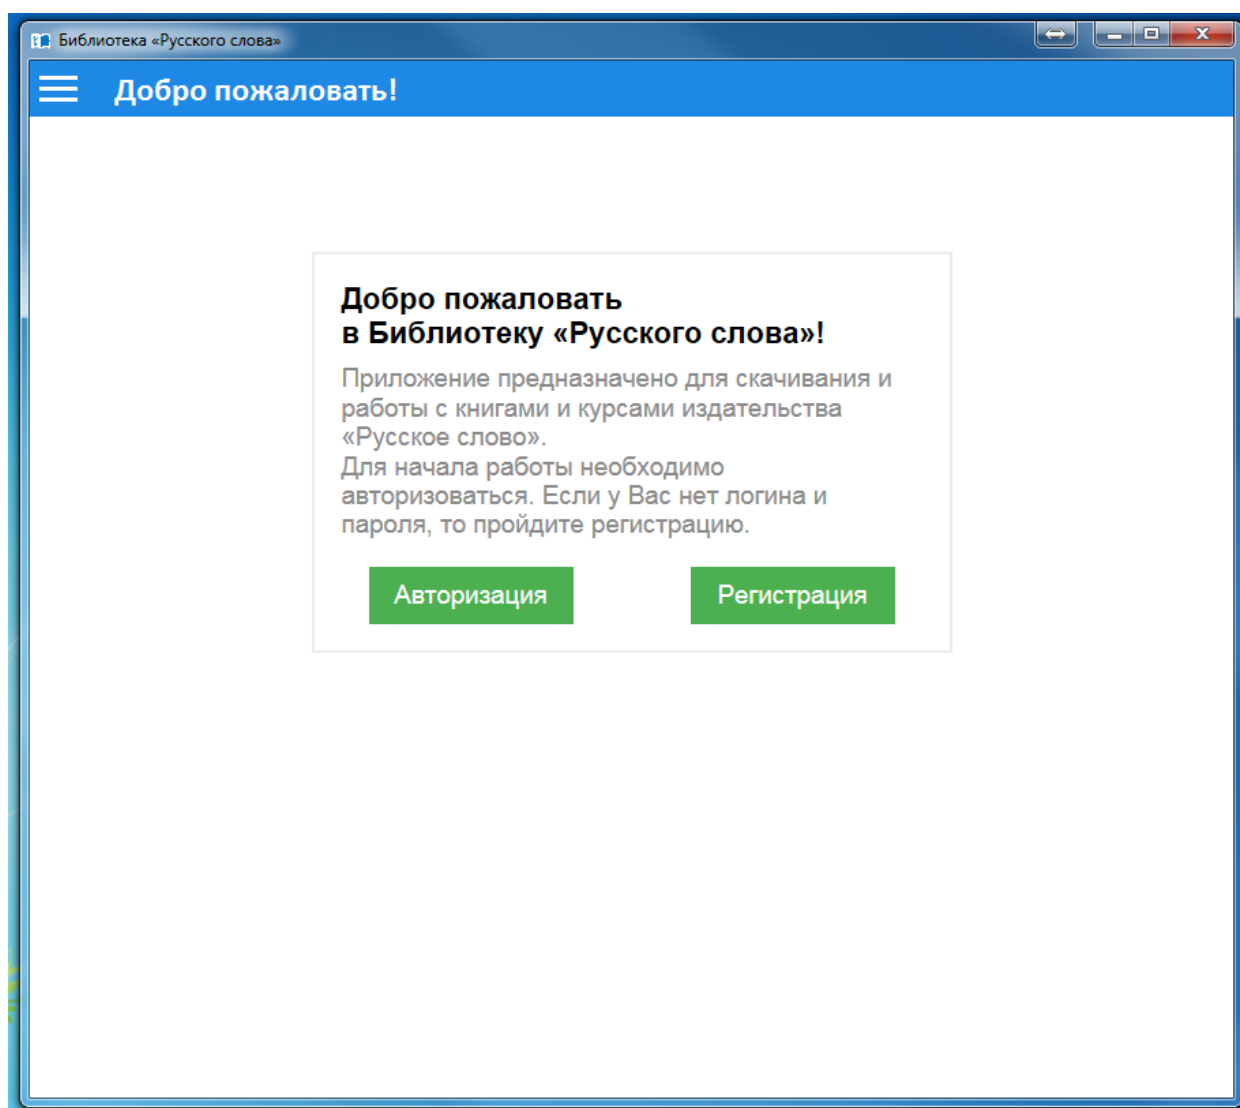 Библиотека «Русского слова»
Добро пожаловать!
Добро пожаловать
в Библиотеку «Русского слова»!
Приложение предназначено для скачивания и
работы с книгами и курсами издательства
«Русское слово».
Для начала работы необходимо
авторизоваться. Если у Вас нет логина и
пароля, то пройдите регистрацию.
Авторизация
Регистрация